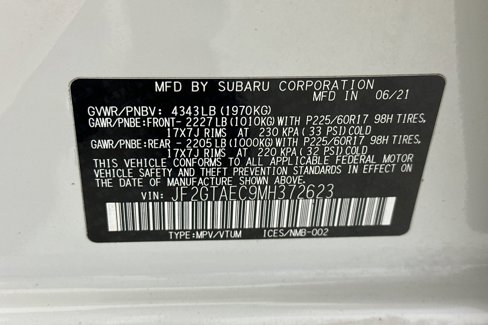 MFD BY SUBARU CORPORATION
MFD IN 06/21
GVWR/PNBV: 4343LB(1970KG)
GAWR/PNBE:FRONT- 2227LB(1010KG)WITH P225/60R17 98H TIRES,
17X7J RIMS AT 230 KPA(33 PSI)COLD
GAWR/PNBE:REAR - 2205LB(1000KG)WITH P225/60R17 98H TIRES,
17X7J RIMS AT 220 KPA(32 PSI)COLD
THIS VEHICLE CONFORMS TO ALL APPLICABLE FEDERAL MOTOR
VEHICLE SAFETY, BUMPER, AND THEFT PREVENTION STANDARDS IN EFFECT ON
THE DATE OF MANUFACTURE SHOWN ABOVE.
VIN: JF2GTAEC9MH372623
TYPE:MPV/VTUM ICES/NMB-002